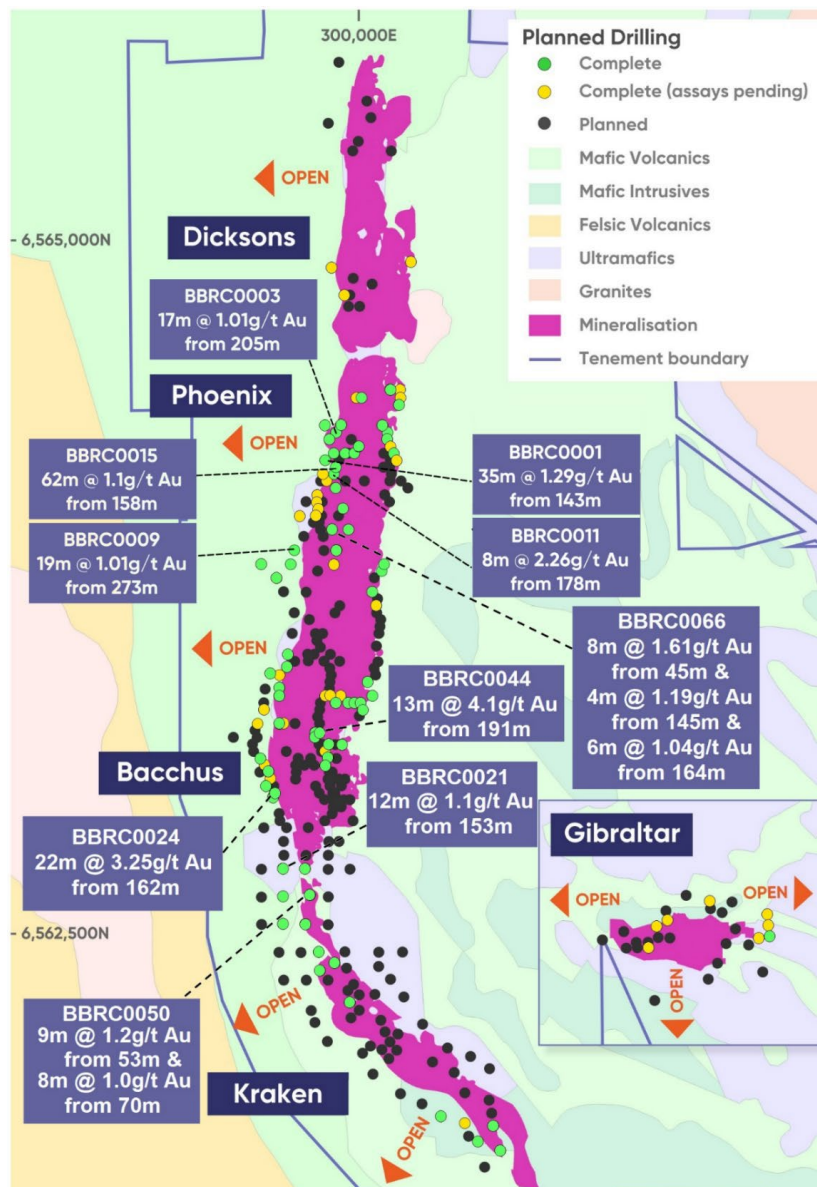 300,000E
Planned Drilling
Complete
Complete (assays pending)
Planned
Mafic Volcanics
Mafic Intrusives
Felsic Volcanics
Ultramafics
Granites
Mineralisation
Tenement boundary
OPEN
- 6,565,000N
Dicksons
BBRC0003
17m @ 1.01g/t Au
from 205m
Phoenix
OPEN
BBRC0015
62m @ 1.1g/t Au
from 158m
BBRC0001
35m @ 1.29g/t Au
from 143m
BBRC0009
19m @ 1.01g/t Au
from 273m
BBRC0011
8m @ 2.26g/t Au
from 178m
OPEN
BBRC0066
8m @ 1.61g/t Au
from 45m &
4m @ 1.19g/t Au
from 145m &
6m @ 1.04g/t Au
from 164m
BBRC0044
13m @ 4.1g/t Au
from 191m
Bacchus
BBRC0021
12m @ 1.1g/t Au
from 153m
BBRC0024
22m @ 3.25g/t Au
from 162m
Gibraltar
OPEN
OPEN
OPEN
- 6,562,500N
BBRC0050
9m @ 1.2g/t Au
from 53m &
8m @ 1.0g/t Au
from 70m
OPEN
Kraken
OPEN